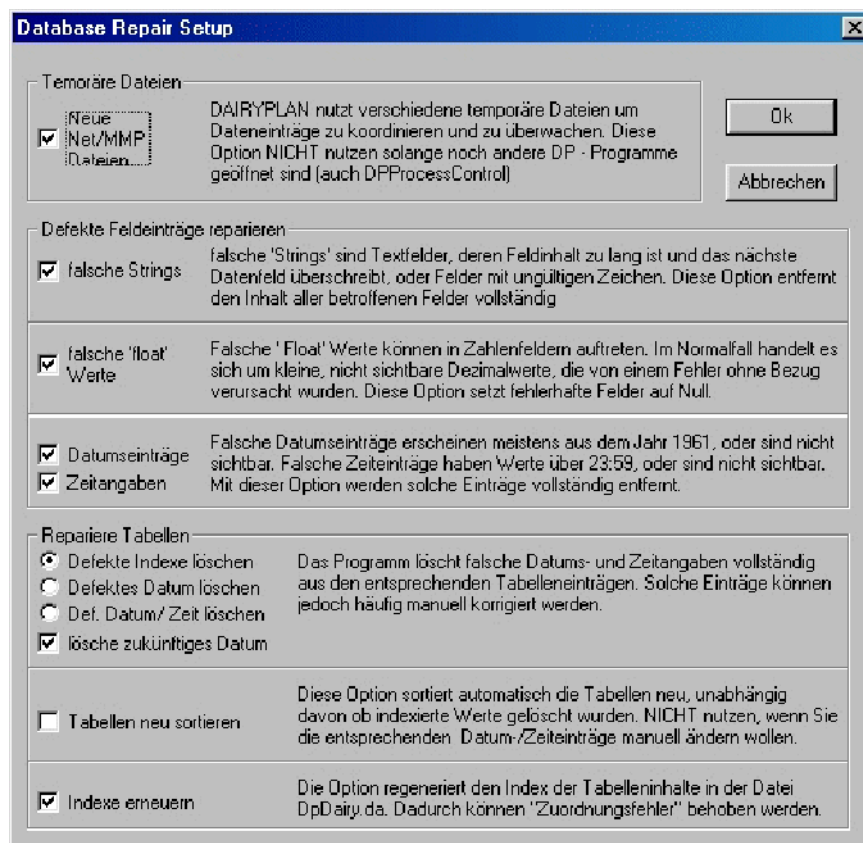 Database Repair Setup
Temoräre Dateien
Neue
Net/MMP
Dateien
DAIRYPLAN nutzt verschiedene temporäre Dateien um
Dateneinträge zu koordinieren und zu überwachen. Diese
Option NICHT nutzen solange noch andere DP - Programme
geöffnet sind (auch DPProcessControl)
Ok
Abbrechen
Defekte Feldeinträge reparieren
falsche Strings
falsche 'Strings' sind Textfelder, deren Feldinhalt zu lang ist und das nächste
Datenfeld überschreibt, oder Felder mit ungültigen Zeichen. Diese Option entfernt
den Inhalt aller betroffenen Felder vollständig
falsche 'float'
Werte
Falsche ' Float' Werte können in Zahlenfeldern auftreten. Im Normalfall handelt es
sich um kleine, nicht sichtbare Dezimalwerte, die von einem Fehler ohne Bezug
verursacht wurden. Diese Option setzt fehlerhafte Felder auf Null.
Datumseinträge
Zeitangaben
Falsche Datumseinträge erscheinen meistens aus dem Jahr 1961, oder sind nicht
sichtbar. Falsche Zeiteinträge haben Werte über 23:59, oder sind nicht sichtbar.
Mit dieser Option werden solche Einträge vollständig entfernt.
Repariere Tabellen
Defekte Indexe löschen
Defektes Datum löschen
Def. Datum/ Zeit löschen
lösche zukünftiges Datum
Das Programm löscht falsche Datums- und Zeitangaben vollständig
aus den entsprechenden Tabelleneinträgen. Solche Einträge können
jedoch häufig manuell korrigiert werden.
Tabellen neu sortieren
Diese Option sortiert automatisch die Tabellen neu, unabhängig
davon ob indexierte Werte gelöscht wurden. NICHT nutzen, wenn Sie
die entsprechenden Datum-/Zeiteinträge manuell ändern wollen.
Indexe erneuern
Die Option regeneriert den Index der Tabelleninhalte in der Datei
DpDairy.da. Dadurch können "Zuordnungsfehler" behoben werden.